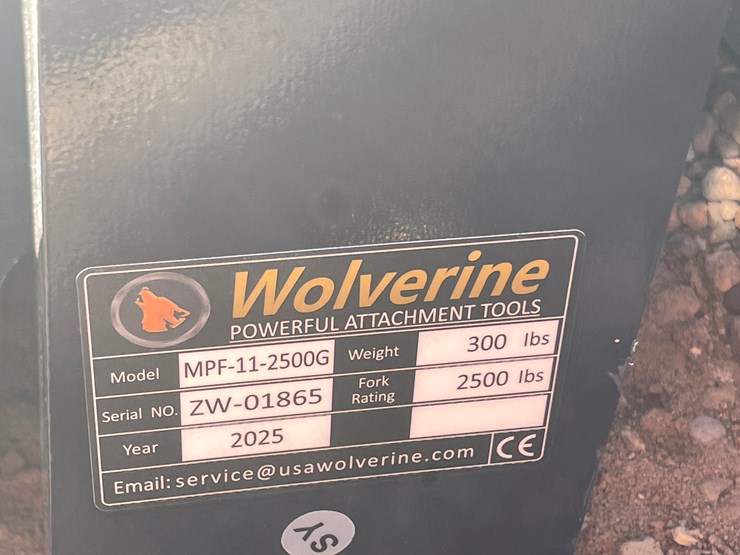 Wolverine
POWERFUL ATTACHMENT TOOLS
Model MPF-11-2500G Weight 300 lbs
Serial NO. ZW-01865 Fork Rating 2500 lbs
Year 2025
Email: service@usawolverine.com CE
SY